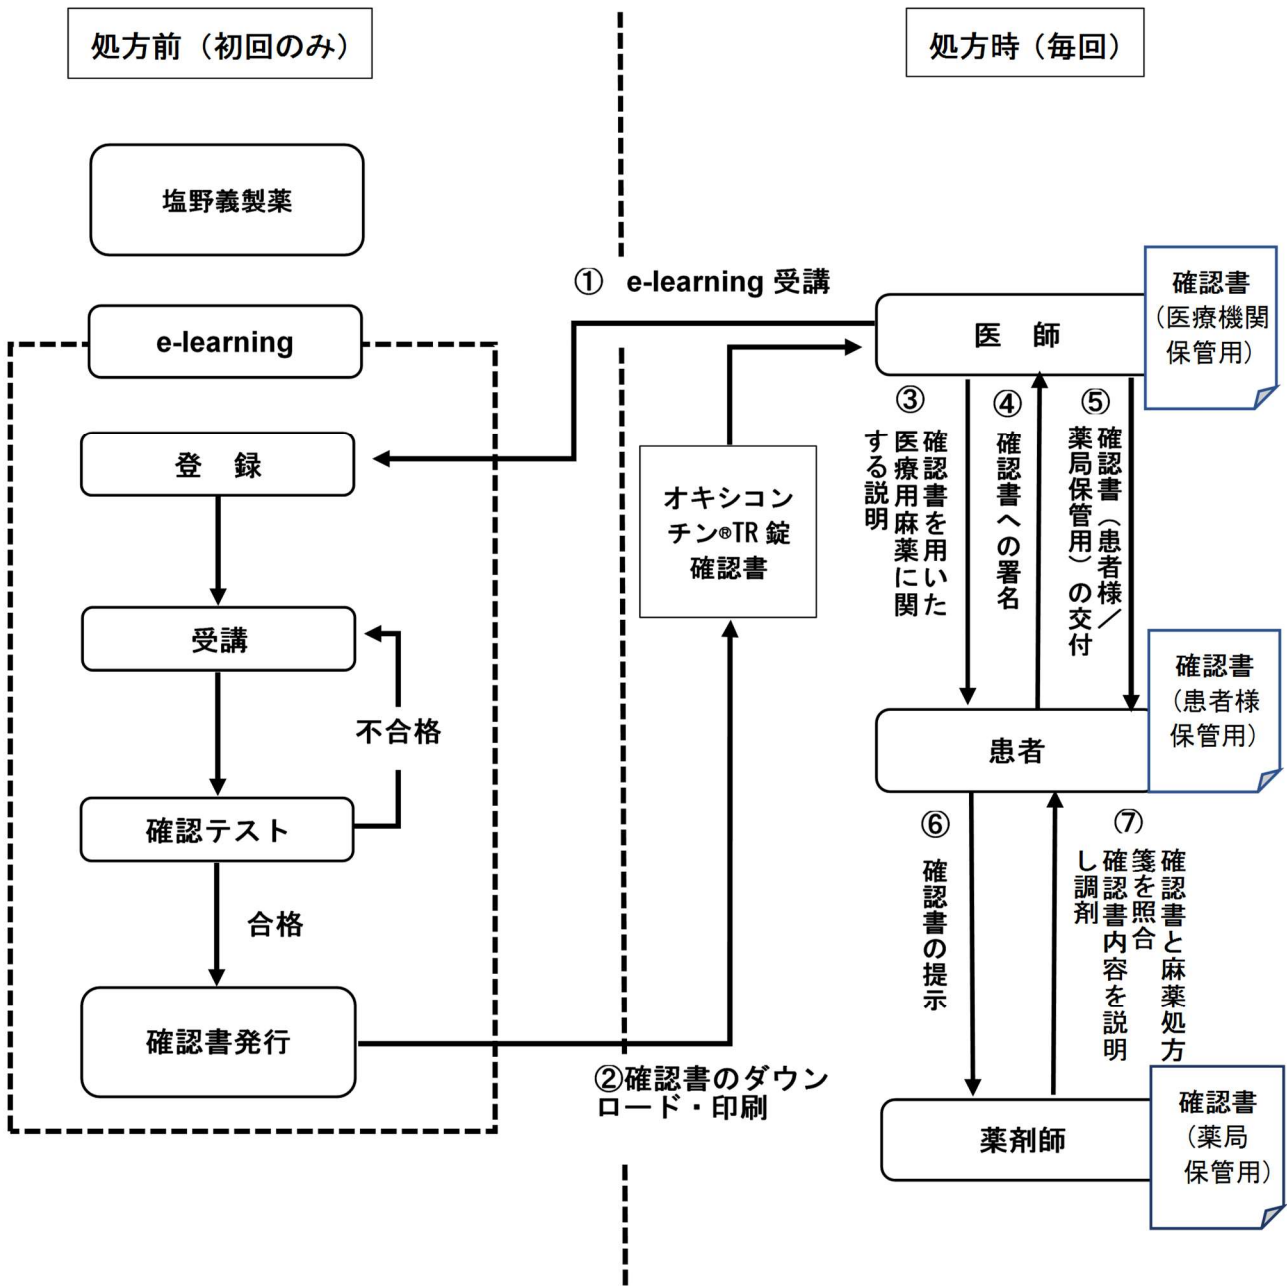 処方前（初回のみ）
処方時（毎回）
塩野義製薬
① e-learning 受講
e-learning
登　録
受講
不合格
確認テスト
合格
確認書発行
②確認書のダウン
ロード・印刷
オキシコン
チン®TR 錠
確認書
医　師
確認書
（医療機関
保管用）
③
確認書を用いた
医療用麻薬に関
する説明
④
確認書への署名
⑤
確認書（患者様／
薬局保管用）の交付
患者
確認書
（患者様
保管用）
⑥
確認書の提示
⑦
確認書と麻薬処方
箋を照合
確認書内容を説明
し調剤
薬剤師
確認書
（薬局
保管用）